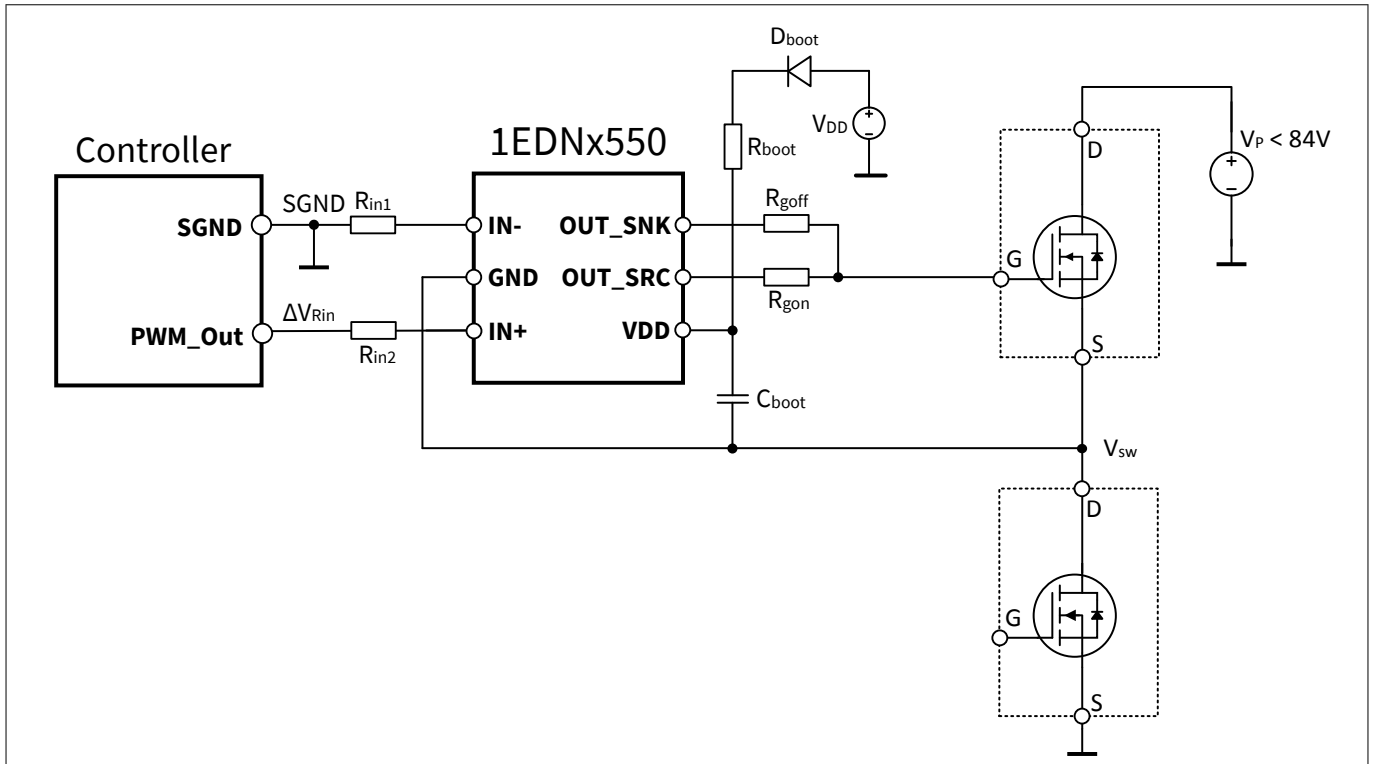 Dboot
VDD
Rboot
Controller
1EDNx550
SGND
SGND
Rin1
IN-
GND
IN+
OUT_SNK
OUT_SRC
VDD
Rgoff
Rgon
PWM_Out
ΔVRin
Rin2
Cboot
D
G
S
VP < 84V
Vsw
D
G
S